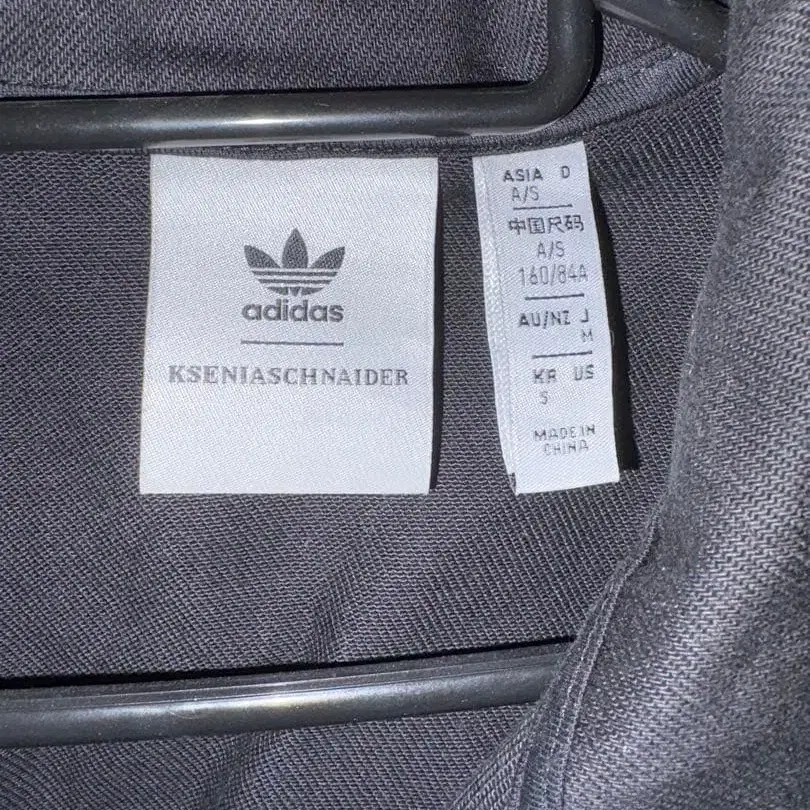 adidas
KSENIASCHNAIDER
ASIA D
A/S
中国尺码
A/S
160/84A
AU/NZ J
M
KR US
S
MADE IN
CHINA